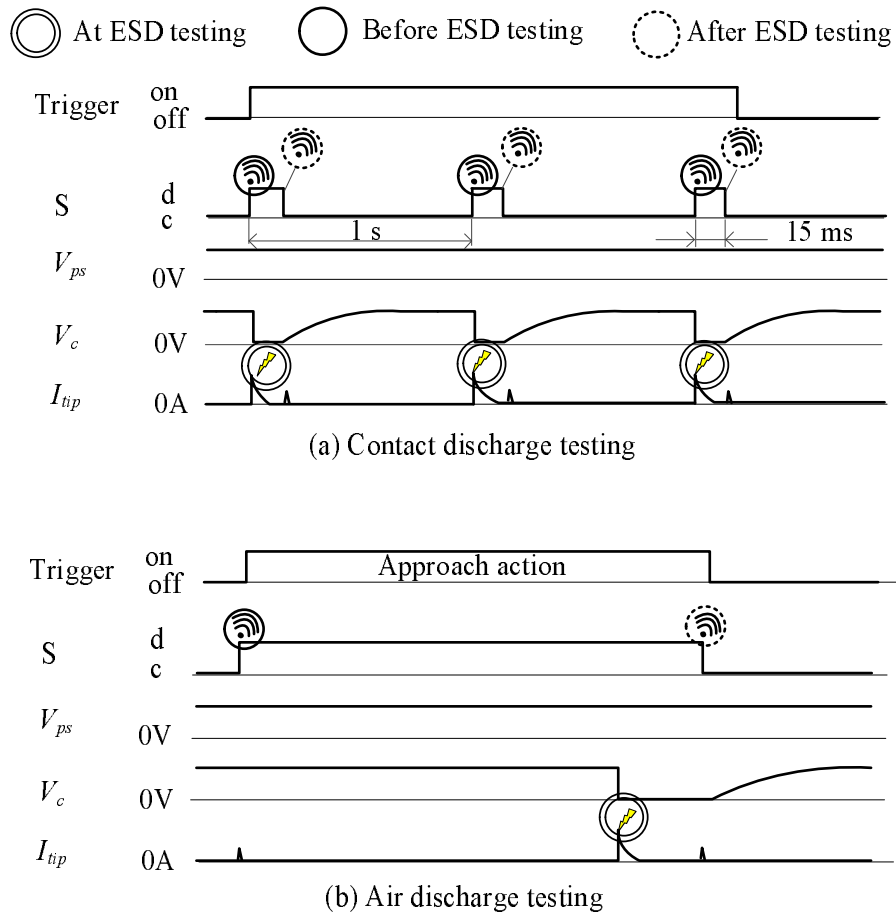 At ESD testing Before ESD testing After ESD testing
Trigger on
off
S d
c
1 s 15 ms
Vps 0V
Vc 0V
Itip 0A
(a) Contact discharge testing
Trigger on
off
Approach action
S d
c
Vps 0V
Vc 0V
Itip 0A
(b) Air discharge testing